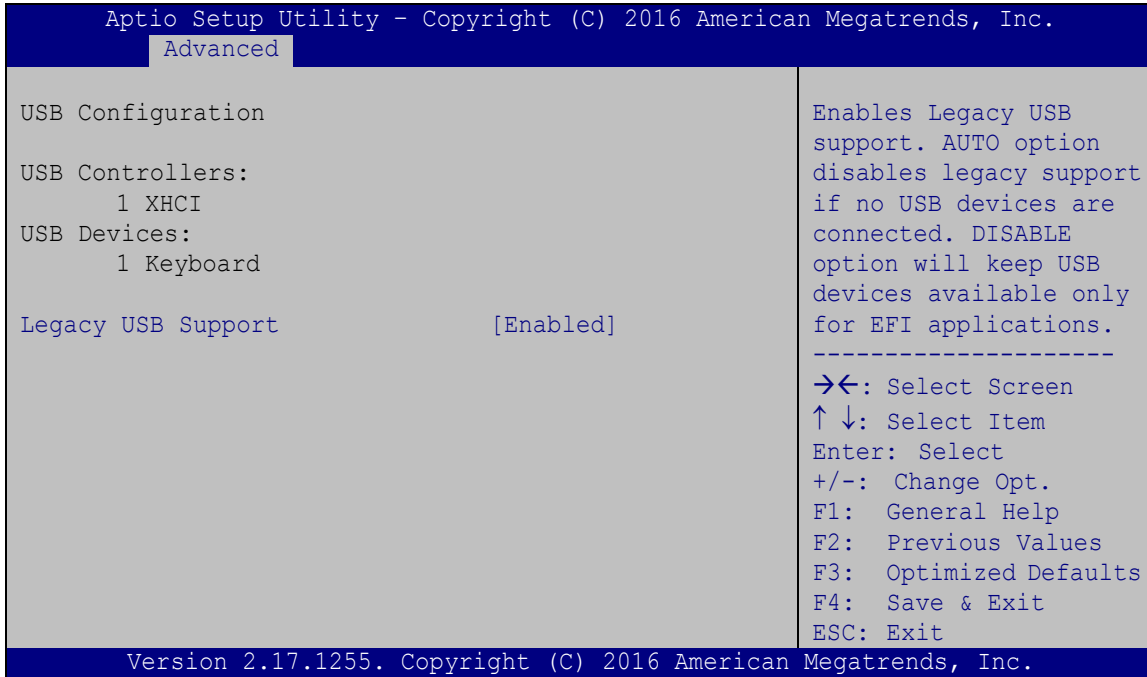 Aptio Setup Utility – Copyright (C) 2016 American Megatrends, Inc.
Advanced
USB Configuration
USB Controllers:
1 XHCI
USB Devices:
1 Keyboard
Legacy USB Support [Enabled]
Enables Legacy USB
support. AUTO option
disables legacy support
if no USB devices are
connected. DISABLE
option will keep USB
devices available only
for EFI applications.
---------------------
→←: Select Screen
↑ ↓: Select Item
Enter: Select
+/-: Change Opt.
F1: General Help
F2: Previous Values
F3: Optimized Defaults
F4: Save & Exit
ESC: Exit
Version 2.17.1255. Copyright (C) 2016 American Megatrends, Inc.